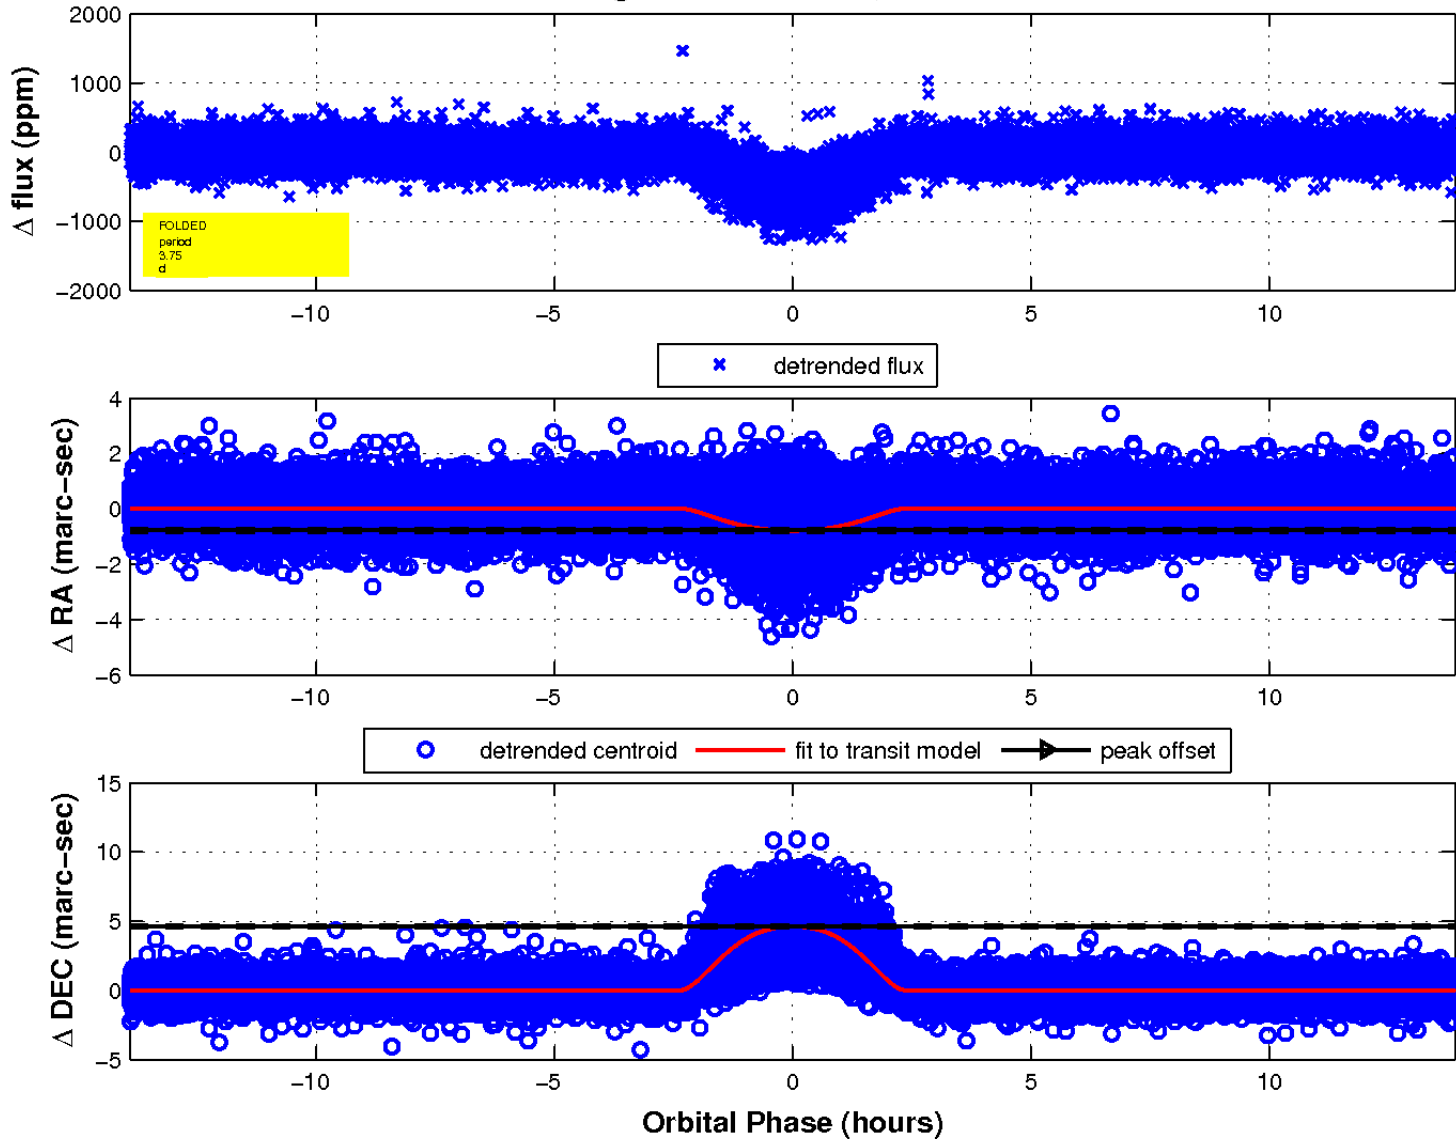 2000
1000
0
−1000
−2000
Δ flux (ppm)
FOLDED
period
3.75
d
−10 −5 0 5 10
detrended flux
4
2
0
−2
−4
−6
Δ RA (marc−sec)
−10 −5 0 5 10
detrended centroid fit to transit model peak offset
15
10
5
0
−5
Δ DEC (marc−sec)
−10 −5 0 5 10
Orbital Phase (hours)